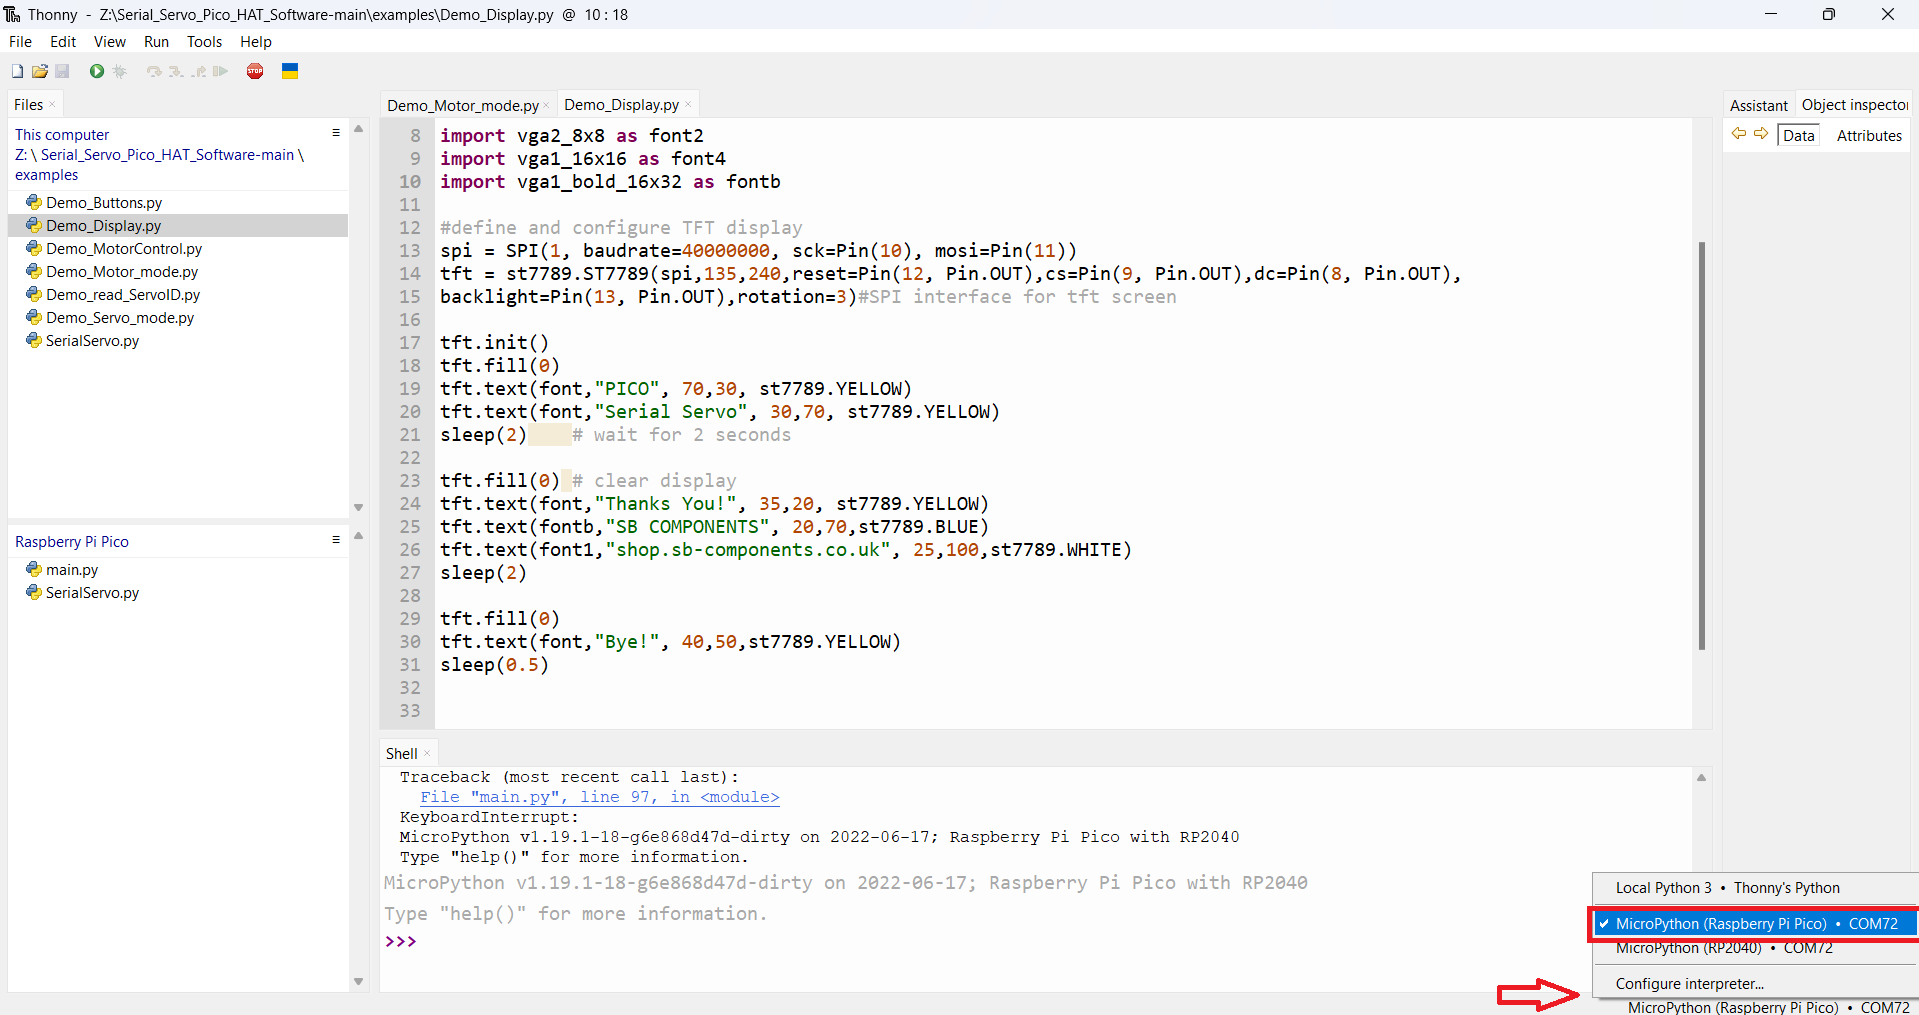 Thonny - Z:\Serial_Servo_Pico_HAT_Software-main\examples\Demo_Display.py @ 10 : 18
File Edit View Run Tools Help
STOP
Files ×
This computer
Z: \ Serial_Servo_Pico_HAT_Software-main \
examples
Demo_Buttons.py
Demo_Display.py
Demo_MotorControl.py
Demo_Motor_mode.py
Demo_read_ServoID.py
Demo_Servo_mode.py
SerialServo.py
Raspberry Pi Pico
main.py
SerialServo.py
Demo_Motor_mode.py × Demo_Display.py ×
8 import vga2_8x8 as font2
9 import vga1_16x16 as font4
10 import vga1_bold_16x32 as fontb
11
12 #define and configure TFT display
13 spi = SPI(1, baudrate=40000000, sck=Pin(10), mosi=Pin(11))
14 tft = st7789.ST7789(spi,135,240,reset=Pin(12, Pin.OUT),cs=Pin(9, Pin.OUT),dc=Pin(8, Pin.OUT),
15 backlight=Pin(13, Pin.OUT),rotation=3)#SPI interface for tft screen
16
17 tft.init()
18 tft.fill(0)
19 tft.text(font,"PICO", 70,30, st7789.YELLOW)
20 tft.text(font,"Serial Servo", 30,70, st7789.YELLOW)
21 sleep(2)    # wait for 2 seconds
22
23 tft.fill(0) # clear display
24 tft.text(font,"Thanks You!", 35,20, st7789.YELLOW)
25 tft.text(fontb,"SB COMPONENTS", 20,70,st7789.BLUE)
26 tft.text(font1,"shop.sb-components.co.uk", 25,100,st7789.WHITE)
27 sleep(2)
28
29 tft.fill(0)
30 tft.text(font,"Bye!", 40,50,st7789.YELLOW)
31 sleep(0.5)
32
33
Shell ×
Traceback (most recent call last):
File "main.py", line 97, in <module>
KeyboardInterrupt:
MicroPython v1.19.1-18-g6e868d47d-dirty on 2022-06-17; Raspberry Pi Pico with RP2040
Type "help()" for more information.
MicroPython v1.19.1-18-g6e868d47d-dirty on 2022-06-17; Raspberry Pi Pico with RP2040
Type "help()" for more information.
>>>
Assistant Object inspector
Data Attributes
Local Python 3 • Thonny's Python
✓ MicroPython (Raspberry Pi Pico) • COM72
MicroPython (RP2040) • COM72
Configure interpreter...
MicroPython (Raspberry Pi Pico) • COM72